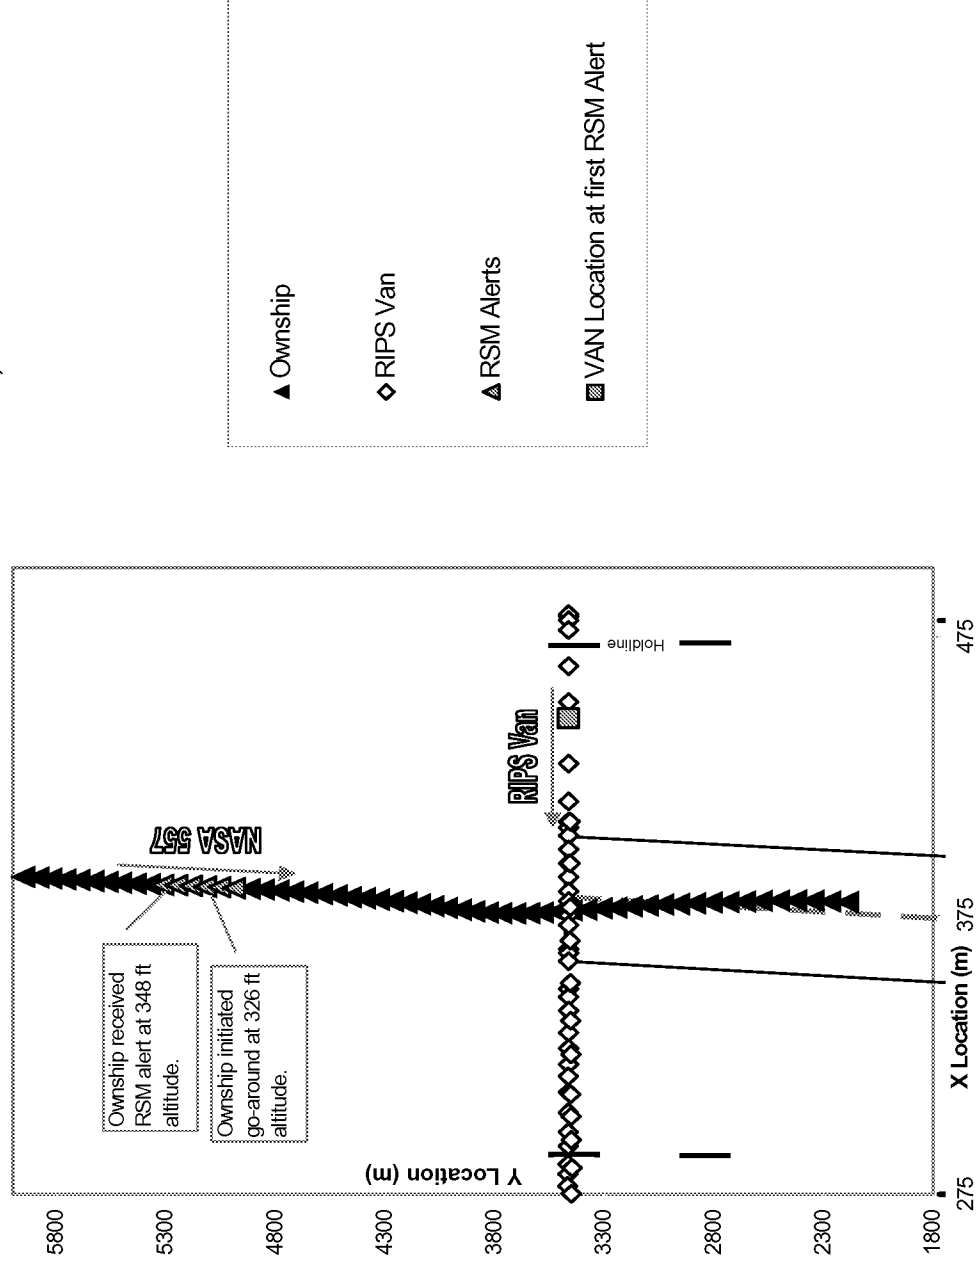 Ownership received
RSM alert at 348 ft
altitude.
Ownership initiated
go-around at 326 ft
altitude.
NASA 557
RIPS Van
Holdline
Y Location (m)
5800
5300
4800
4300
3800
3300
2800
2300
1800
275
375
475
X Location (m)
Ownship
RIPS Van
RSM Alerts
VAN Location at first RSM Alert